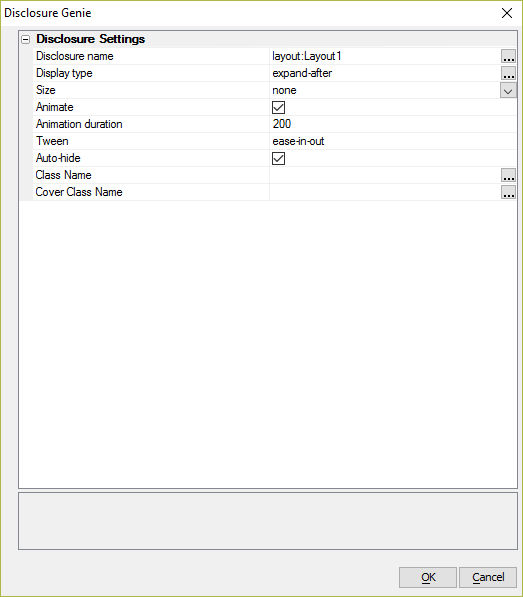 Disclosure Genie
Disclosure Settings
Disclosure name layout:Layout1 ...
Display type expand-after ...
Size none
Animate
Animation duration 200
Tween ease-in-out
Auto-hide
Class Name ...
Cover Class Name ...
OK Cancel